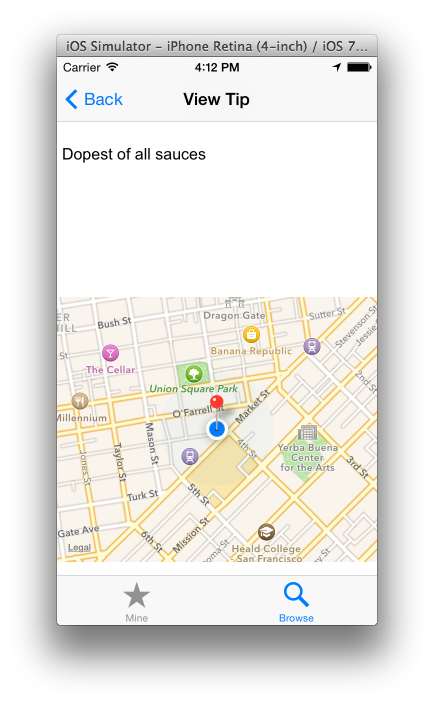 iOS Simulator – iPhone Retina (4-inch) / iOS 7...
Carrier 4:12 PM
Back View Tip
Dopest of all sauces
Dragon Gate
Sutter St
Bush St
Stevenson St
Jessie
Banana Republic
The Cellar
2nd St
Union Square Park
Millennium
O'Farrell St
Market St
Mason St
Taylor St
Jones St
4th St
Yerba Buena
Center
for the Arts
3rd St
Turk St
5th St
Gate Ave
6th St
Mission St
Legal
Heald College
- San Francisco
Mine Browse